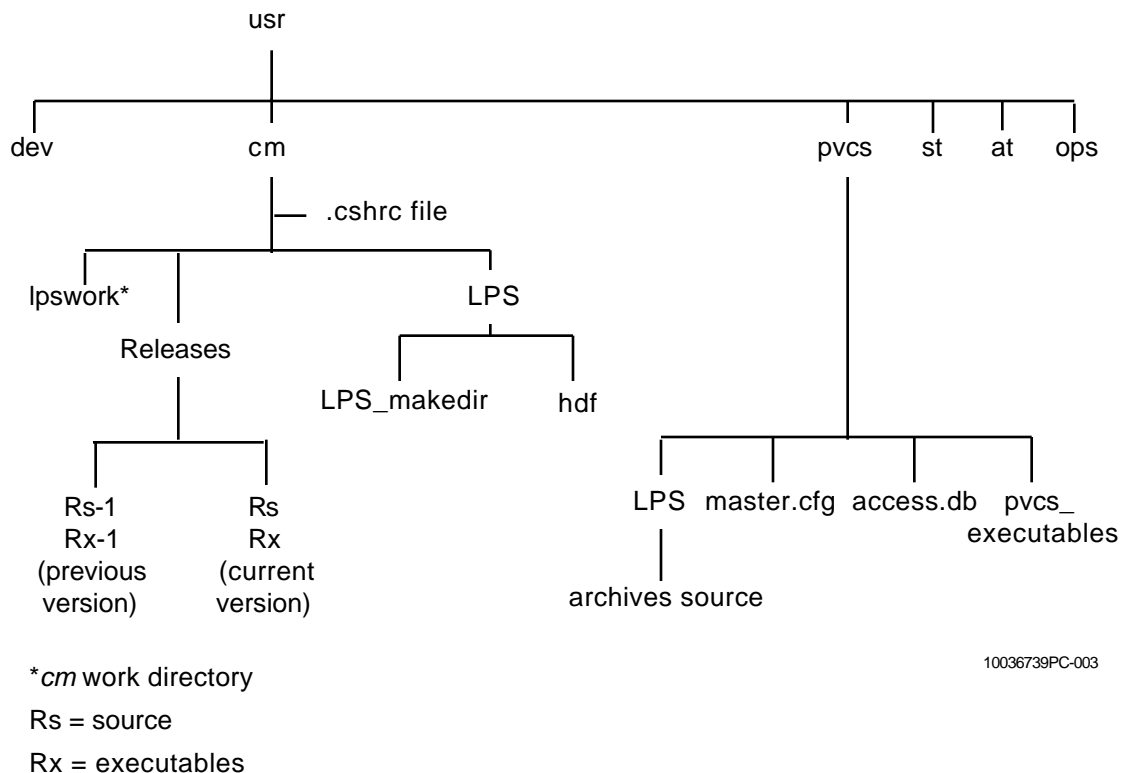 usr
dev cm pvcs st at ops
.cshrc file
lpswork* LPS
Releases
LPS_makedir hdf
Rs-1 Rs LPS master.cfg access.db pvcs_
Rx-1 Rx executables
(previous (current
version) version) archives source
*cm work directory 10036739PC-003
Rs = source
Rx = executables